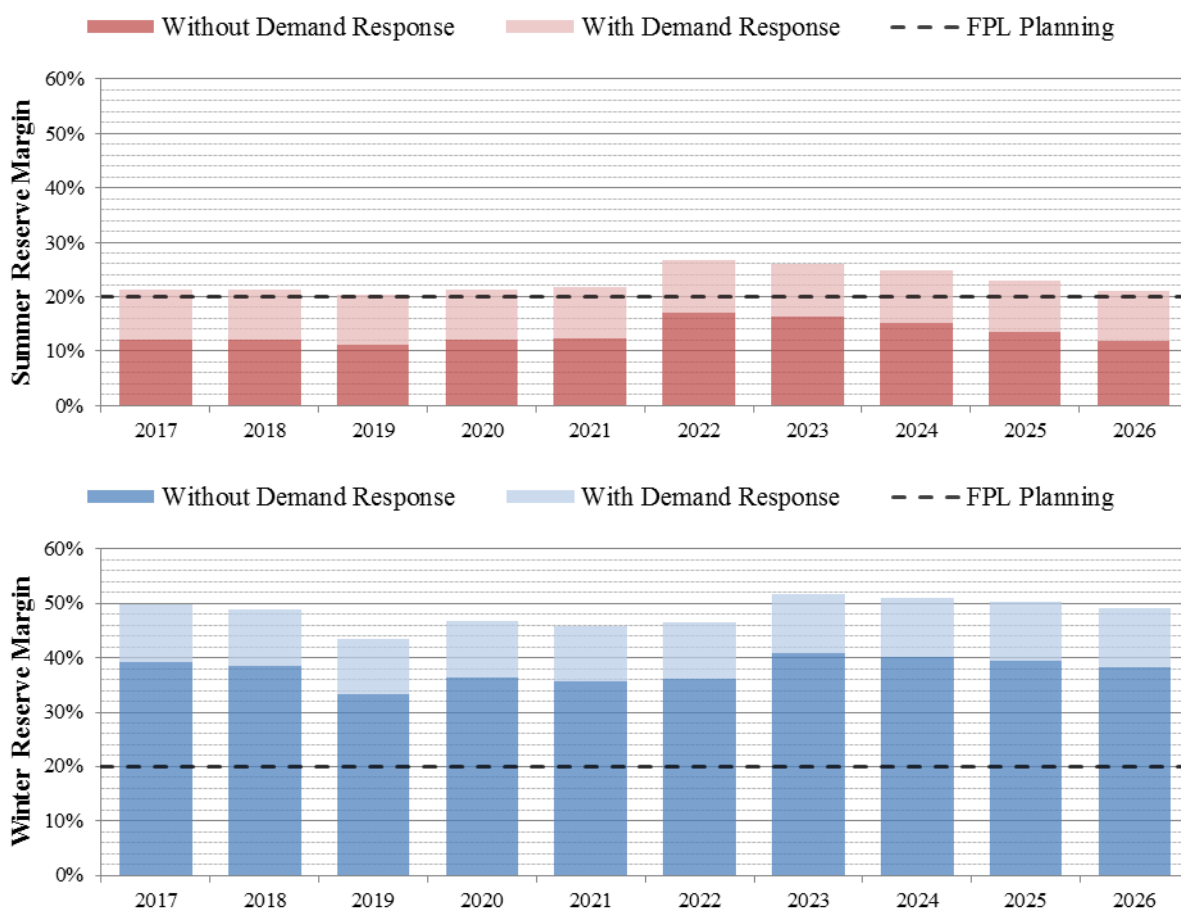 Without Demand Response With Demand Response FPL Planning
Summer Reserve Margin
60%
50%
40%
30%
20%
10%
0%
2017 2018 2019 2020 2021 2022 2023 2024 2025 2026
Without Demand Response With Demand Response FPL Planning
Winter Reserve Margin
60%
50%
40%
30%
20%
10%
0%
2017 2018 2019 2020 2021 2022 2023 2024 2025 2026